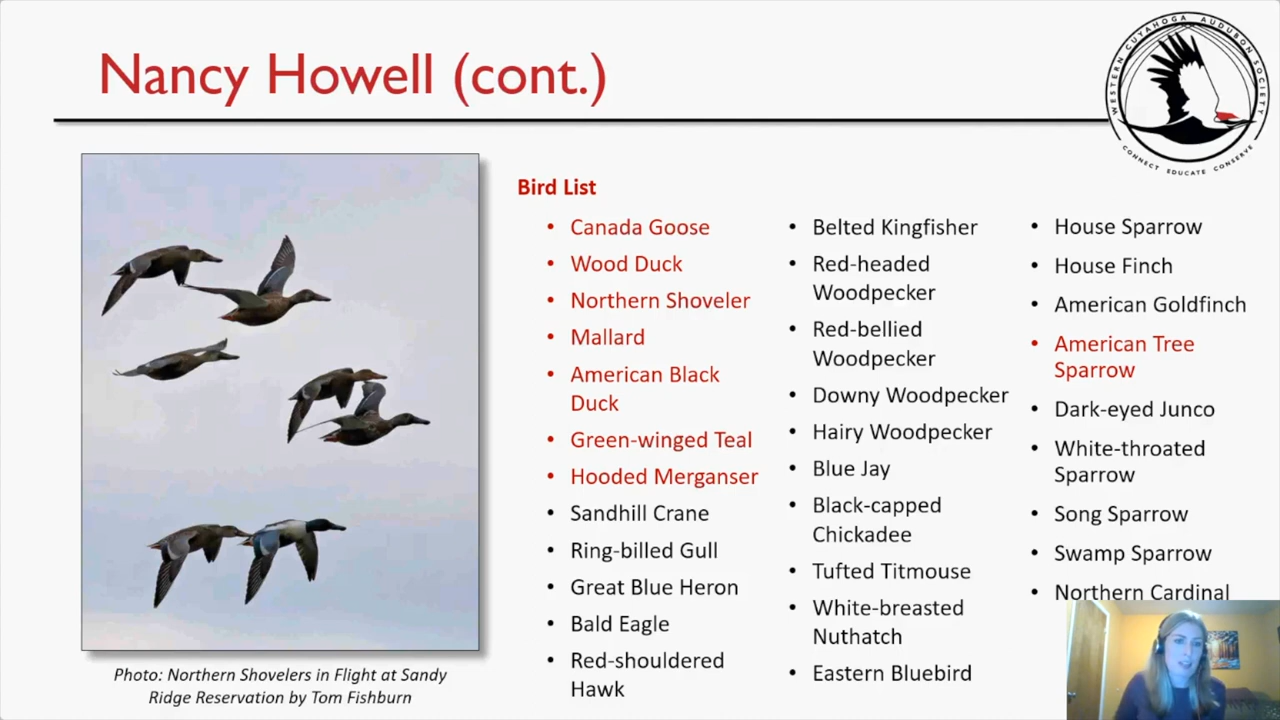 Nancy Howell (cont.)
WESTERN CUYAHOGA AUDUBON SOCIETY
CONNECT EDUCATE CONSERVE
Bird List
• Canada Goose
• Wood Duck
• Northern Shoveler
• Mallard
• American Black
Duck
• Green-winged Teal
• Hooded Merganser
• Sandhill Crane
• Ring-billed Gull
• Great Blue Heron
• Bald Eagle
• Red-shouldered
Hawk
• Belted Kingfisher
• Red-headed
Woodpecker
• Red-bellied
Woodpecker
• Downy Woodpecker
• Hairy Woodpecker
• Blue Jay
• Black-capped
Chickadee
• Tufted Titmouse
• White-breasted
Nuthatch
• Eastern Bluebird
• House Sparrow
• House Finch
• American Goldfinch
• American Tree
Sparrow
• Dark-eyed Junco
• White-throated
Sparrow
• Song Sparrow
• Swamp Sparrow
• Northern Cardinal
Photo: Northern Shovelers in Flight at Sandy
Ridge Reservation by Tom Fishburn